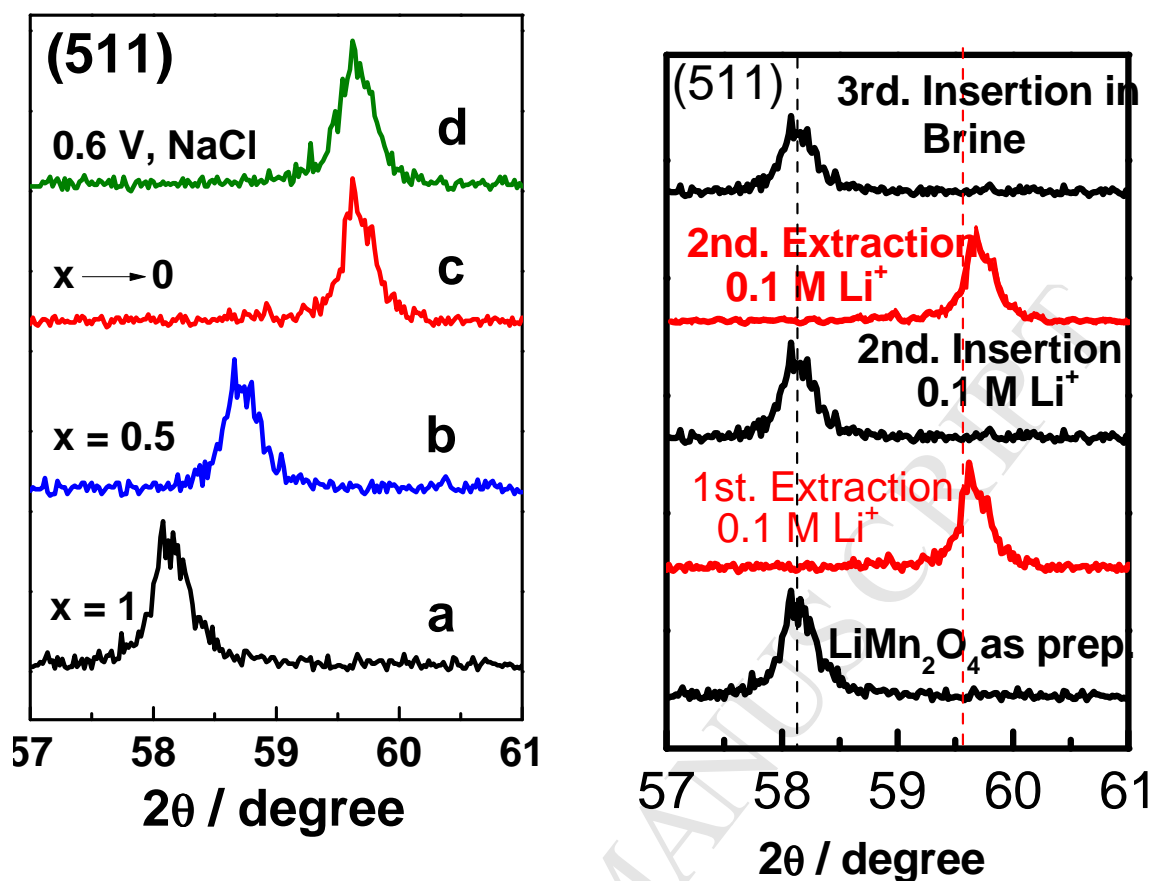 (511)
0.6 V, NaCl
d
x → 0
c
x = 0.5
b
x = 1
a
57 58 59 60 61
2θ / degree
(511)
3rd. Insertion in
Brine
2nd. Extraction
0.1 M Li⁺
2nd. Insertion
0.1 M Li⁺
1st. Extraction
0.1 M Li⁺
LiMn₂O₄as prep.
57 58 59 60 61
2θ / degree
MANUSCRIPT